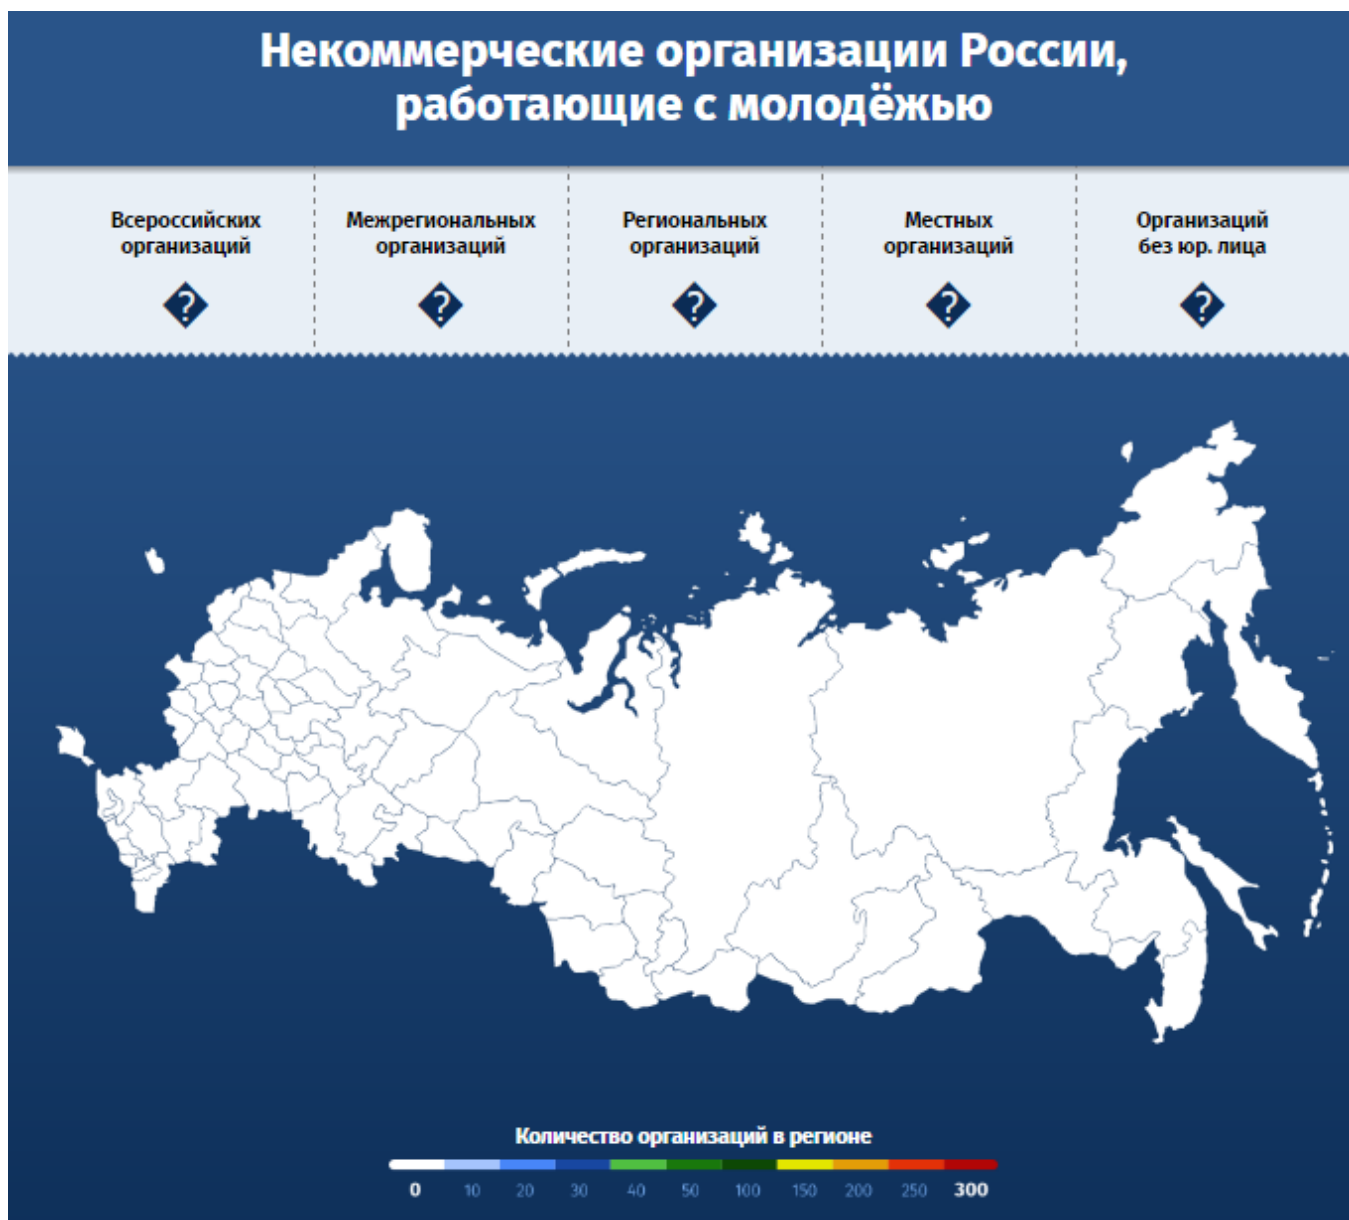 Некоммерческие организации России,
работающие с молодёжью
Всероссийских
организаций
�
Межрегиональных
организаций
�
Региональных
организаций
�
Местных
организаций
�
Организаций
без юр. лица
�
Количество организаций в регионе
0 10 20 30 40 50 100 150 200 250 300